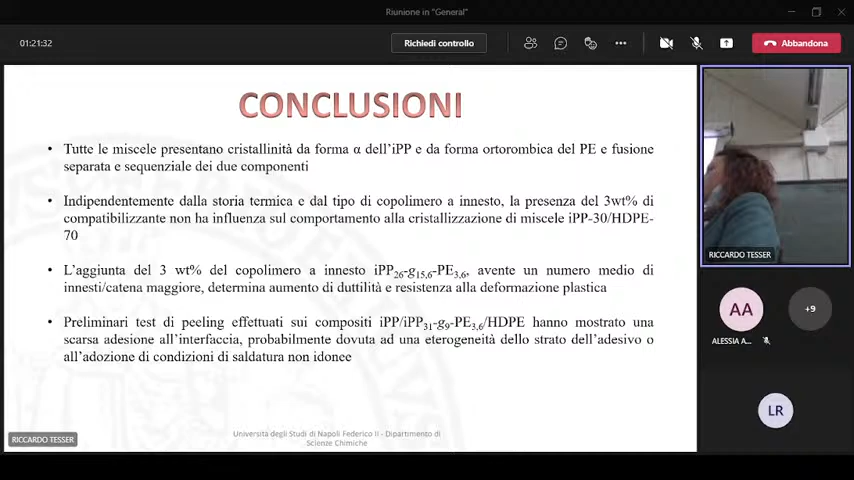 Riunione in "General"
01:21:32
Richiedi controllo
Abbandona
CONCLUSIONI
• Tutte le miscele presentano cristallinità da forma α dell'iPP e da forma ortorombica del PE e fusione
separata e sequenziale dei due componenti
• Indipendentemente dalla storia termica e dal tipo di copolimero a innesto, la presenza del 3wt% di
compatibilizzante non ha influenza sul comportamento alla cristallizzazione di miscele iPP-30/HDPE-
70
• L'aggiunta del 3 wt% del copolimero a innesto iPP26-g15,6-PE3,6, avente un numero medio di
innesti/catena maggiore, determina aumento di duttilità e resistenza alla deformazione plastica
• Preliminari test di peeling effettuati sui compositi iPP/iPP31-g9-PE3,6/HDPE hanno mostrato una
scarsa adesione all'interfaccia, probabilmente dovuta ad una eterogeneità dello strato dell'adesivo o
all'adozione di condizioni di saldatura non idonee
Università degli Studi di Napoli Federico II - Dipartimento di
Scienze Chimiche
RICCARDO TESSER
RICCARDO TESSER
AA
+9
ALESSIA A...
LR